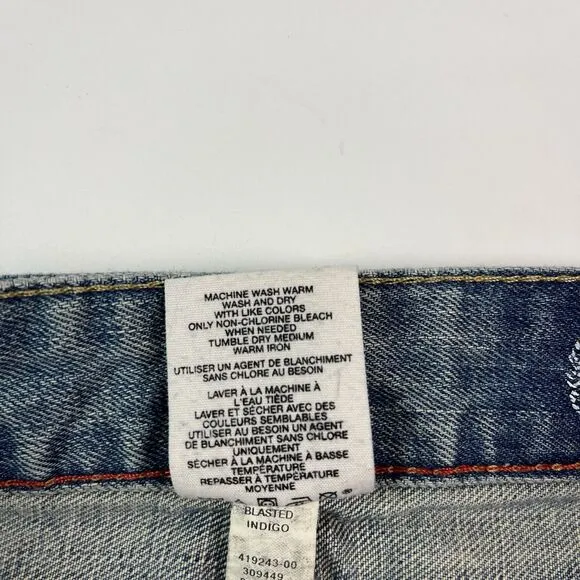 MACHINE WASH WARM
WASH AND DRY
WITH LIKE COLORS
ONLY NON-CHLORINE BLEACH
WHEN NEEDED
TUMBLE DRY MEDIUM
WARM IRON
UTILISER UN AGENT DE BLANCHIMENT
SANS CHLORE AU BESOIN
LAVER À LA MACHINE À
L'EAU TIÈDE
LAVER ET SÉCHER AVEC DES
COULEURS SEMBLABLES
UTILISER AU BESOIN UN AGENT
DE BLANCHIMENT SANS CHLORE
UNIQUEMENT
SÉCHER À LA MACHINE À BASSE
TEMPÉRATURE
REPASSER À TEMPÉRATURE
MOYENNE
BLASTED
INDIGO
419243-00
309449